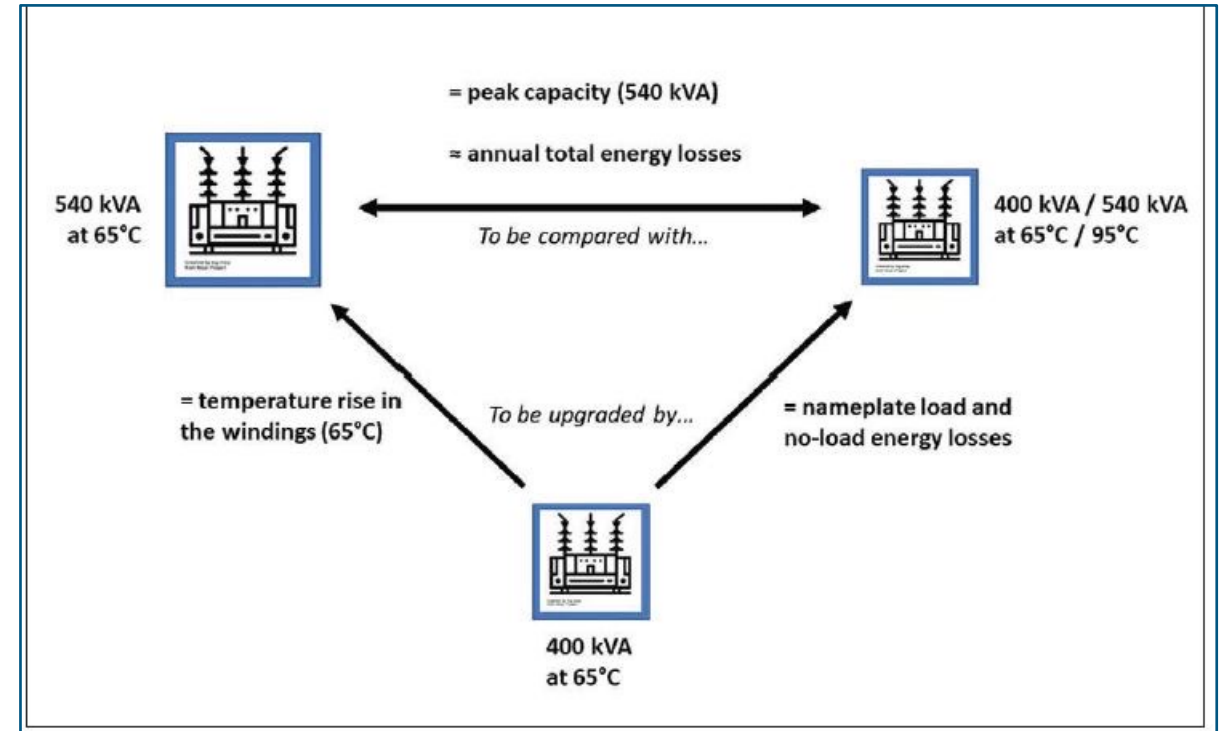 = peak capacity (540 kVA)
≈ annual total energy losses
540 kVA
at 65°C
To be compared with...
400 kVA / 540 kVA
at 65°C / 95°C
= temperature rise in
the windings (65°C)
To be upgraded by...
= nameplate load and
no-load energy losses
400 kVA
at 65°C